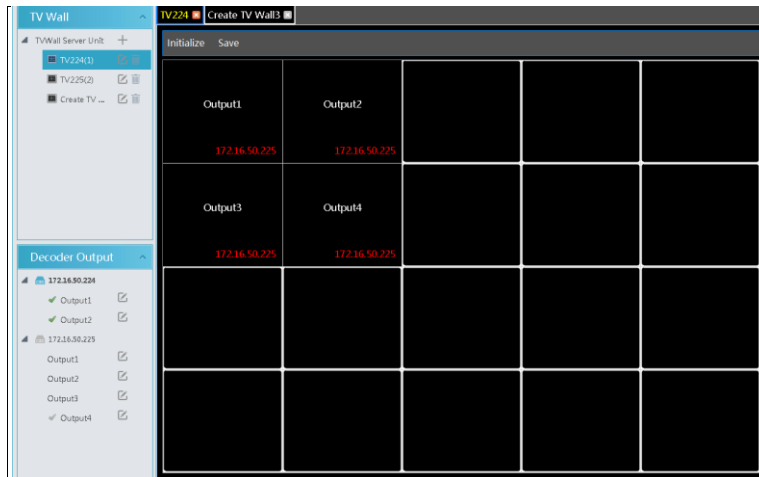 TV Wall
TVWall Server Unit
TV224(1)
TV225(2)
Create TV ...
Decoder Output
172.16.50.224
Output1
Output2
172.16.50.225
Output1
Output2
Output3
Output4
TV224 Create TV Wall3
Initialize Save
Output1 Output2
172.16.50.225 172.16.50.225
Output3 Output4
172.16.50.225 172.16.50.225